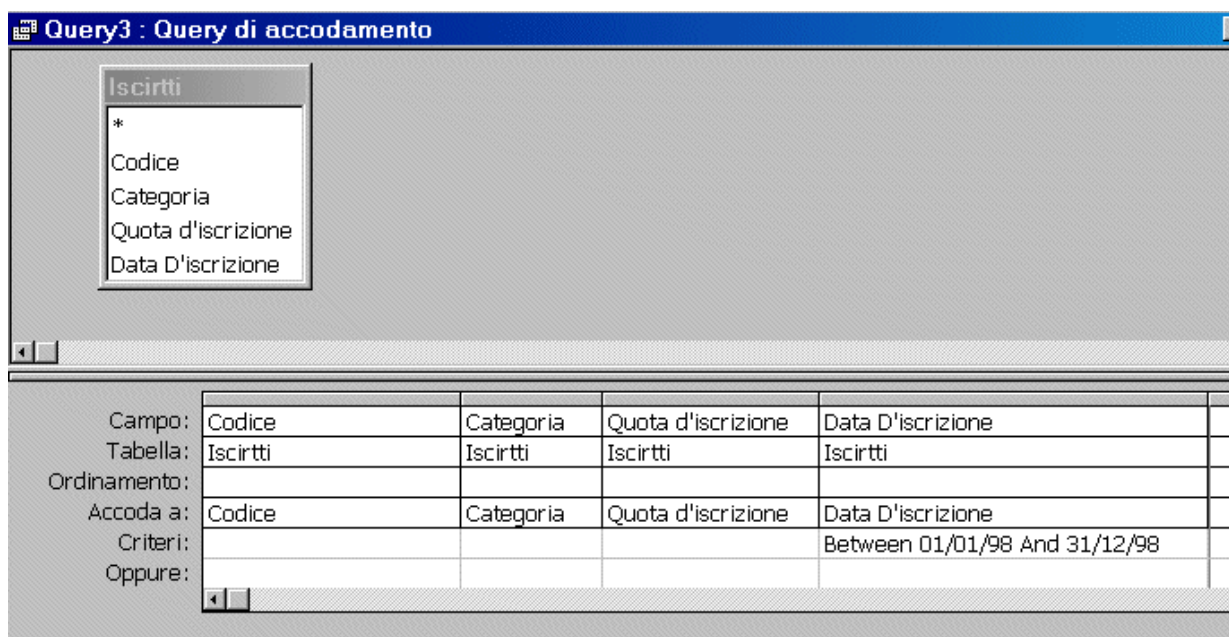 Query3 : Query di accodamento
Iscirtti
*
Codice
Categoria
Quota d'iscrizione
Data D'iscrizione
Campo: Codice Categoria Quota d'iscrizione Data D'iscrizione
Tabella: Iscirtti Iscirtti Iscirtti Iscirtti
Ordinamento:
Accoda a: Codice Categoria Quota d'iscrizione Data D'iscrizione
Criteri: Between 01/01/98 And 31/12/98
Oppure: